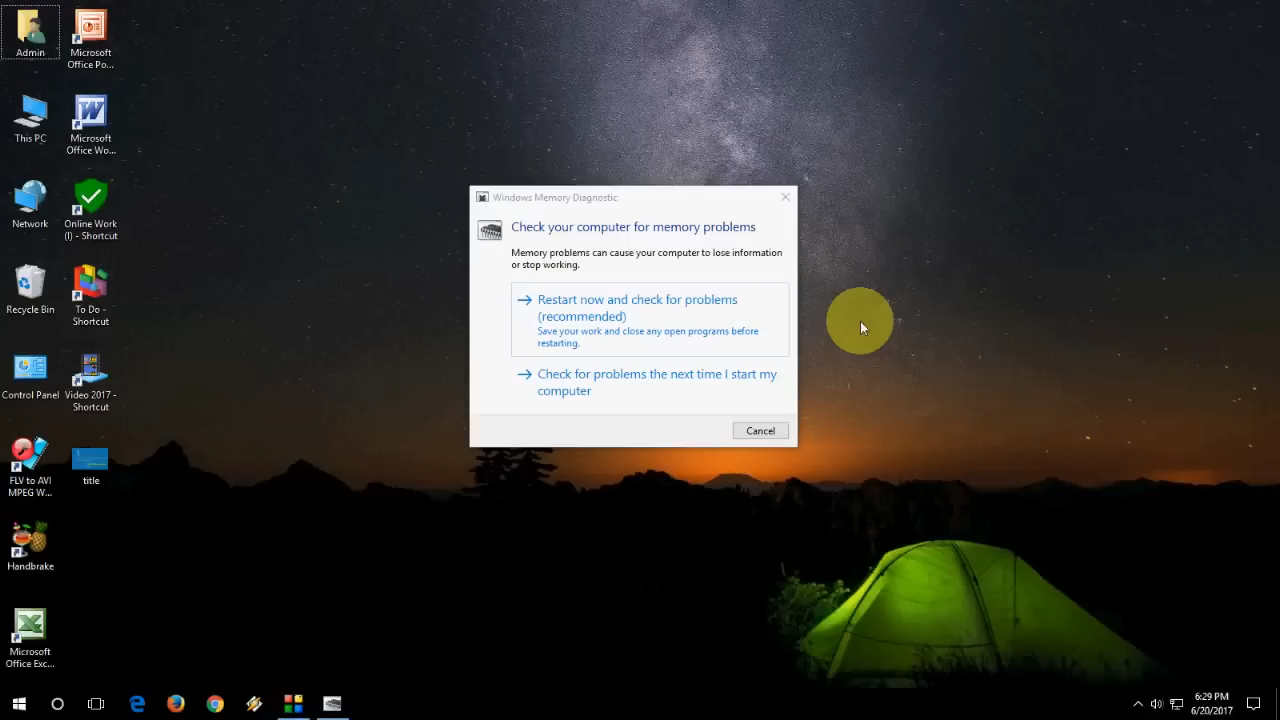 Admin
Microsoft
Office Po...
This PC
Microsoft
Office Wo...
Network
Online Work
(I) - Shortcut
Recycle Bin
To Do -
Shortcut
Control Panel
Video 2017 -
Shortcut
FLV to AVI
MPEG W...
title
Handbrake
Microsoft
Office Exc...
Windows Memory Diagnostic
Check your computer for memory problems
Memory problems can cause your computer to lose information
or stop working.
Restart now and check for problems
(recommended)
Save your work and close any open programs before
restarting.
Check for problems the next time I start my
computer
Cancel
6:29 PM
6/20/2017